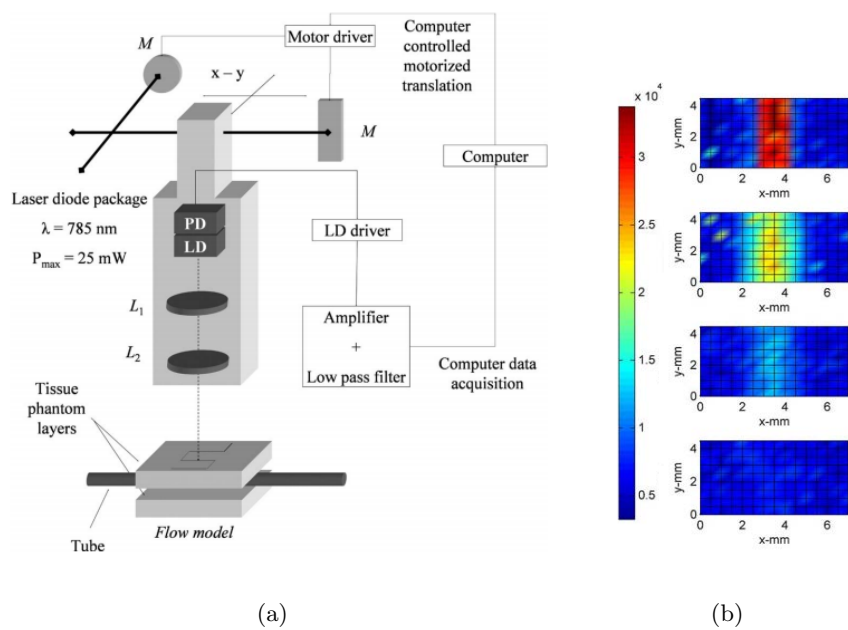 M
Motor driver
x – y
Computer
controlled
motorized
translation
M
Computer
Laser diode package
λ = 785 nm
Pmax = 25 mW
PD
LD
LD driver
L1
L2
Amplifier
+
Low pass filter
Computer data
acquisition
Tissue
phantom
layers
Tube
Flow model
(a)
x 10^4
3
2.5
2
1.5
1
0.5
y-mm
4
2
0
0 2 4 6
x-mm
y-mm
4
2
0
0 2 4 6
x-mm
y-mm
4
2
0
0 2 4 6
x-mm
y-mm
4
2
0
0 2 4 6
x-mm
(b)